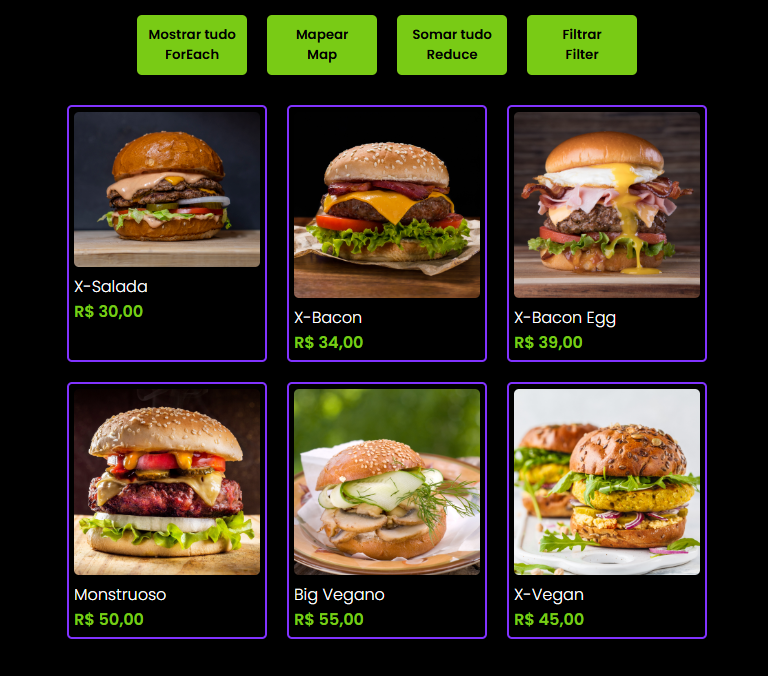 Mostrar tudo
ForEach
Mapear
Map
Somar tudo
Reduce
Filtrar
Filter
X-Salada
R$ 30,00
X-Bacon
R$ 34,00
X-Bacon Egg
R$ 39,00
Monstruoso
R$ 50,00
Big Vegano
R$ 55,00
X-Vegan
R$ 45,00